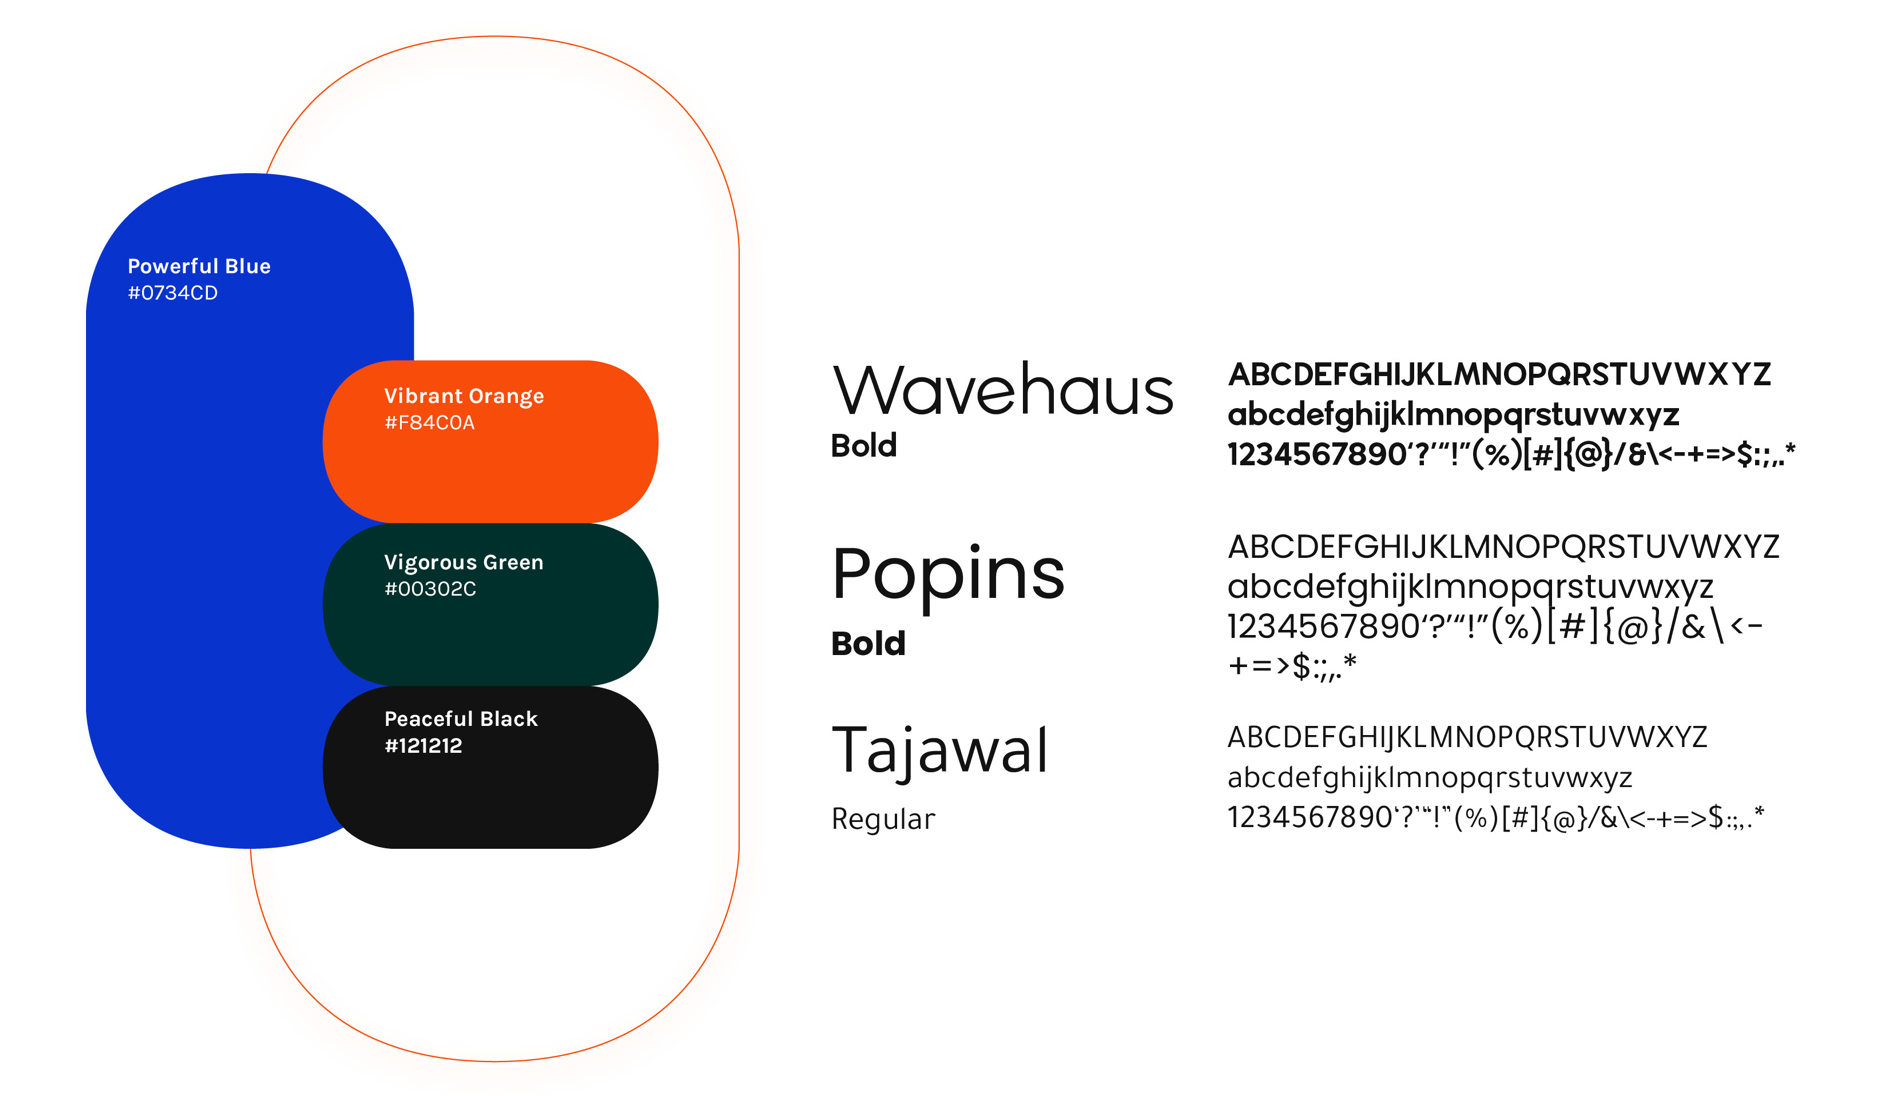 Powerful Blue
#0734CD
Vibrant Orange
#F84C0A
Vigorous Green
#00302C
Peaceful Black
#121212
Wavehaus
Bold
ABCDEFGHIJKLMNOPQRSTUVWXYZ
abcdefghijklmnopqrstuvwxyz
1234567890‘?’“!”(%)[#]{@}/&\<-+=>$:;,.*
Popins
Bold
ABCDEFGHIJKLMNOPQRSTUVWXYZ
abcdefghijklmnopqrstuvwxyz
1234567890‘?’“!”(%)[#]{@}/&\<-
+=>$:;,.*
Tajawal
Regular
ABCDEFGHIJKLMNOPQRSTUVWXYZ
abcdefghijklmnopqrstuvwxyz
1234567890‘?’“!”(%)[#]{@}/&\<-+=>$:;,.*